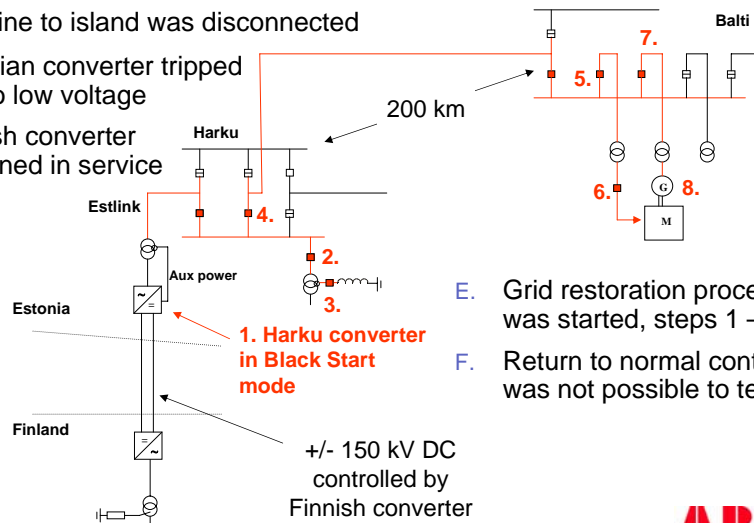 ine to island was disconnected
ian converter tripped
low voltage
sh converter
ned in service
Harku
200 km
Balti
7.
5.
6.
G
8.
M
Estlink
4.
2.
3.
Aux power
Estonia
1. Harku converter
in Black Start
mode
Finland
+/- 150 kV DC
controlled by
Finnish converter
E. Grid restoration proce
was started, steps 1 -
F. Return to normal cont
was not possible to te